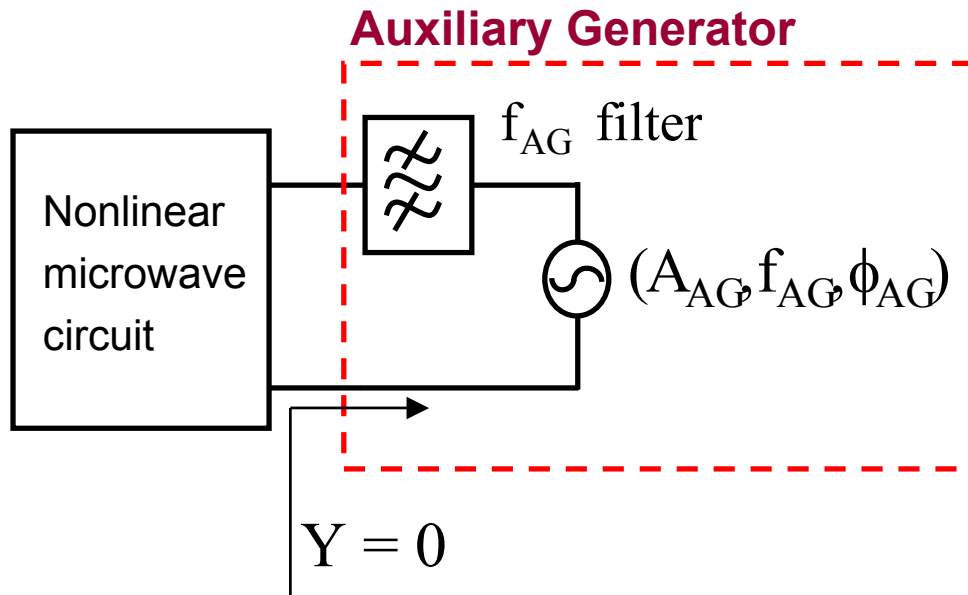 Auxiliary Generator
f_AG filter
Nonlinear
microwave
circuit
(A_AG, f_AG, ϕ_AG)
Y = 0